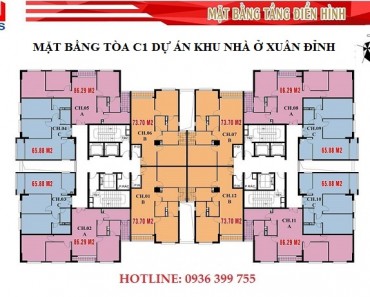 MẶT BẰNG TẦNG ĐIỂN HÌNH
MẶT BẰNG TÒA C1 DỰ ÁN KHU NHÀ Ở XUÂN ĐỈNH
86.29 M2
CH.05
A
73.70 M2
CH.06
B
73.70 M2
CH.07
B
86.29 M2
CH.08
A
CH.04
C
65.88 M2
CH.09
65.88 M2
65.88 M2
CH.03
C
65.88 M2
CH.10
CH.02
A
86.29 M2
CH.01
B
73.70 M2
CH.12
B
73.70 M2
CH.11
A
86.29 M2
HOTLINE: 0936 399 755